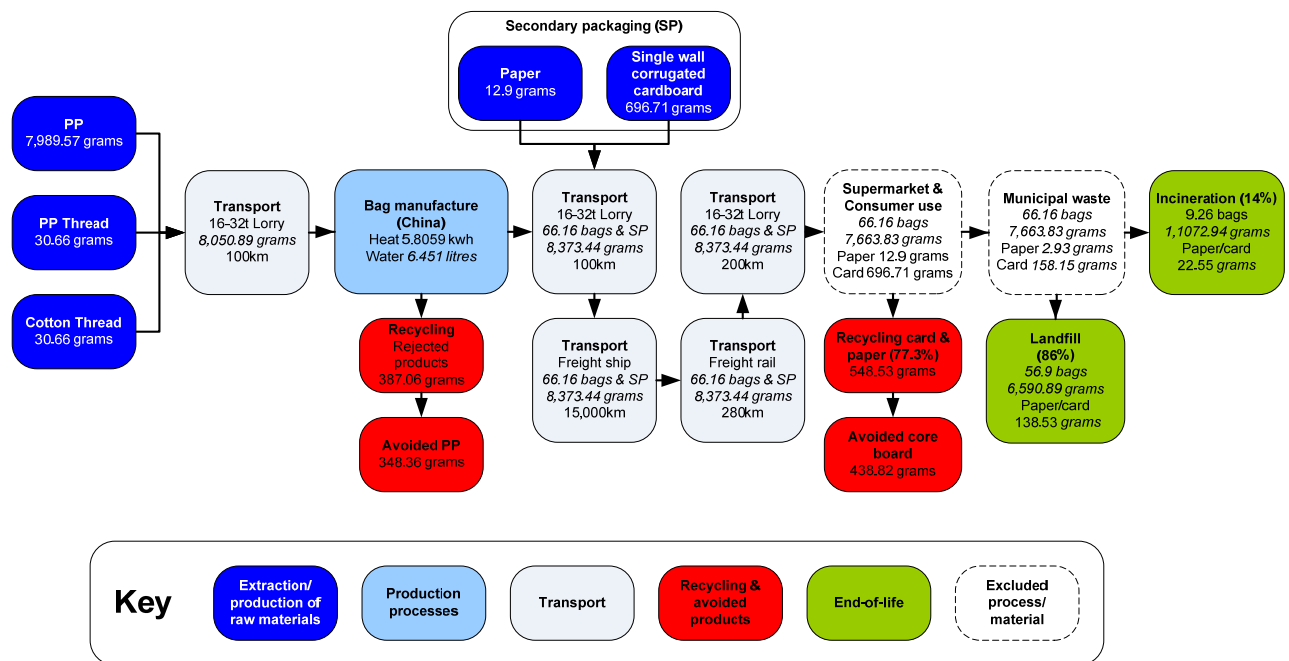 Secondary packaging (SP)
Paper
12.9 grams
Single wall
corrugated
cardboard
696.71 grams
PP
7,989.57 grams
PP Thread
30.66 grams
Cotton Thread
30.66 grams
Transport
16-32t Lorry
8,050.89 grams
100km
Bag manufacture
(China)
Heat 5.8059 kwh
Water 6.451 litres
Transport
16-32t Lorry
66.16 bags & SP
8,373.44 grams
100km
Transport
16-32t Lorry
66.16 bags & SP
8,373.44 grams
200km
Supermarket &
Consumer use
66.16 bags
7,663.83 grams
Paper 12.9 grams
Card 696.71 grams
Municipal waste
66.16 bags
7,663.83 grams
Paper 2.93 grams
Card 158.15 grams
Incineration (14%)
9.26 bags
1,1072.94 grams
Paper/card
22.55 grams
Recycling
Rejected
products
387.06 grams
Transport
Freight ship
66.16 bags & SP
8,373.44 grams
15,000km
Transport
Freight rail
66.16 bags & SP
8,373.44 grams
280km
Recycling card &
paper (77.3%)
548.53 grams
Landfill
(86%)
56.9 bags
6,590.89 grams
Paper/card
138.53 grams
Avoided PP
348.36 grams
Avoided core
board
438.82 grams
Key
Extraction/
production of
raw materials
Production
processes
Transport
Recycling &
avoided
products
End-of-life
Excluded
process/
material